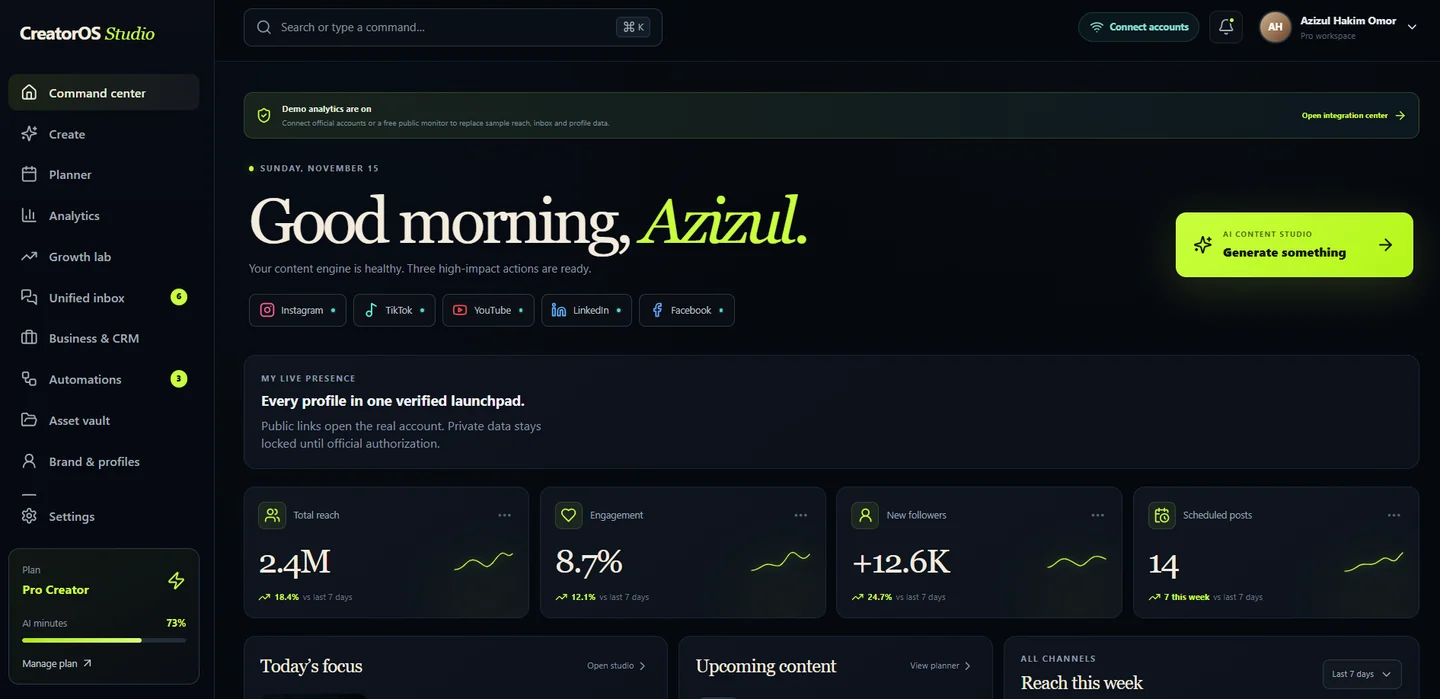 CreatorOS Studio
Search or type a command...
⌘ K
Connect accounts
AH
Azizul Hakim Omor
Pro workspace
Command center
Create
Planner
Analytics
Growth lab
Unified inbox 6
Business & CRM
Automations 3
Asset vault
Brand & profiles
Settings
Plan
Pro Creator
AI minutes 73%
Manage plan
Demo analytics are on
Connect official accounts or a free public monitor to replace sample reach, inbox and profile data.
Open integration center
SUNDAY, NOVEMBER 15
Good morning, Azizul.
Your content engine is healthy. Three high-impact actions are ready.
AI CONTENT STUDIO
Generate something
Instagram
TikTok
YouTube
LinkedIn
Facebook
MY LIVE PRESENCE
Every profile in one verified launchpad.
Public links open the real account. Private data stays
locked until official authorization.
Total reach
2.4M
18.4% vs last 7 days
Engagement
8.7%
12.1% vs last 7 days
New followers
+12.6K
24.7% vs last 7 days
Scheduled posts
14
7 this week vs last 7 days
Today's focus
Open studio
Upcoming content
View planner
ALL CHANNELS
Reach this week
Last 7 days